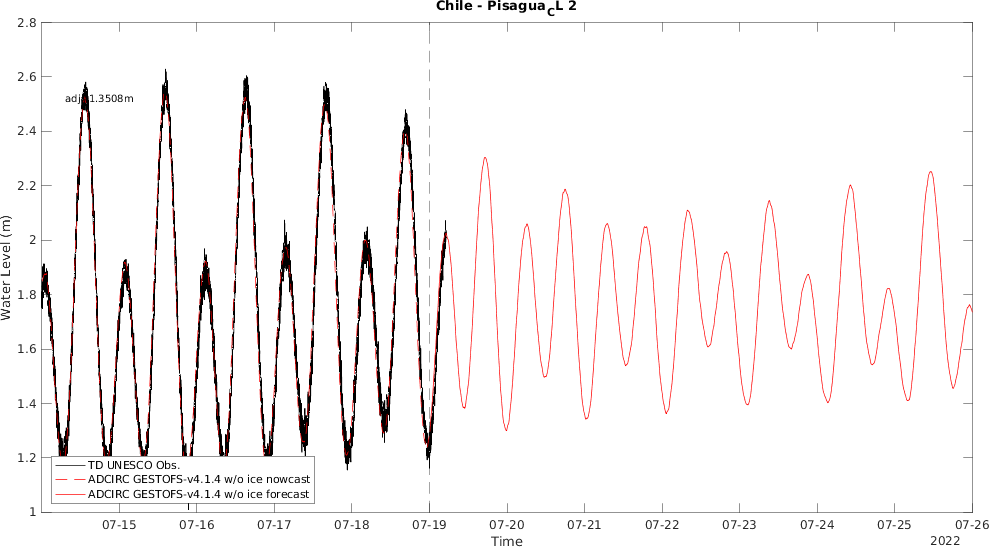 Chile - Pisagua_CL 2
2.8
2.6
2.4
2.2
2
1.8
1.6
1.4
1.2
1
Water Level (m)
1.3508m
TD UNESCO Obs.
ADCIRC GESTOFS-v4.1.4 w/o ice nowcast
ADCIRC GESTOFS-v4.1.4 w/o ice forecast
07-15 07-16 07-17 07-18 07-19 07-20 07-21 07-22 07-23 07-24 07-25 07-26
Time
2022